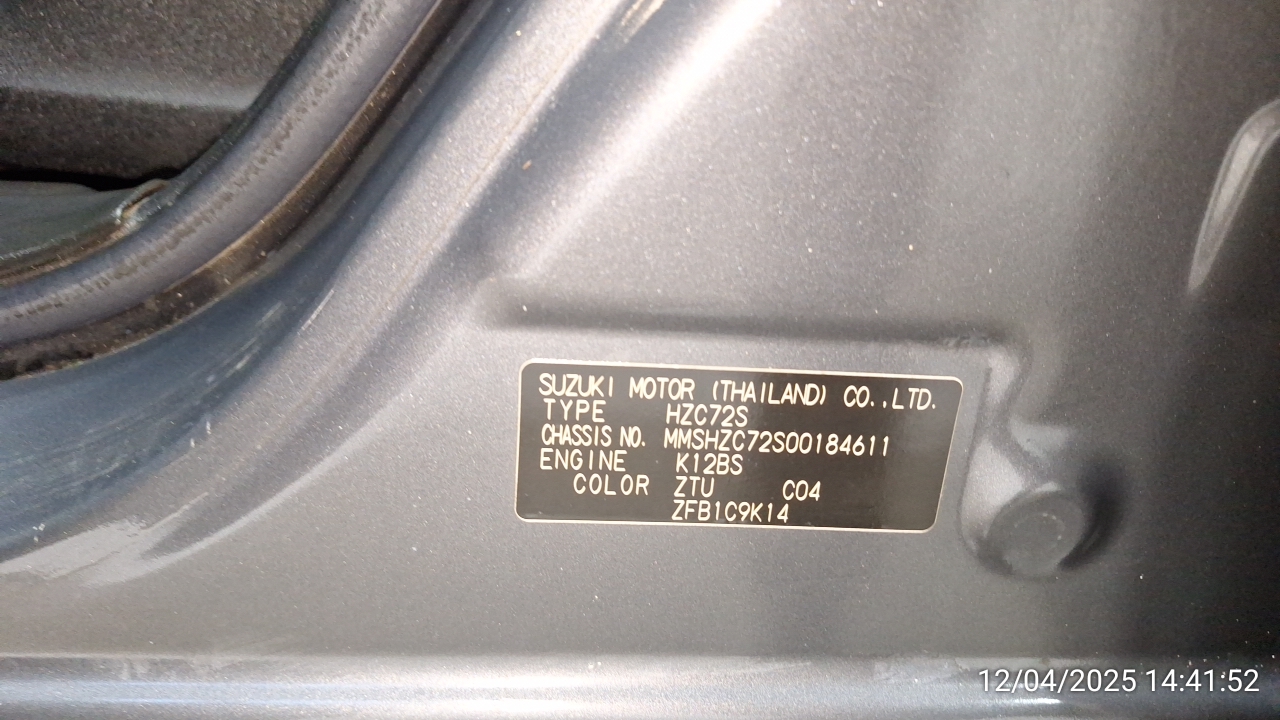 SUZUKI MOTOR (THAILAND) CO.,LTD.
TYPE HZC72S
CHASSIS NO. MMSHZC72S00184611
ENGINE K12BS
COLOR ZTU C04
ZFB1C9K14
12/04/2025 14:41:52